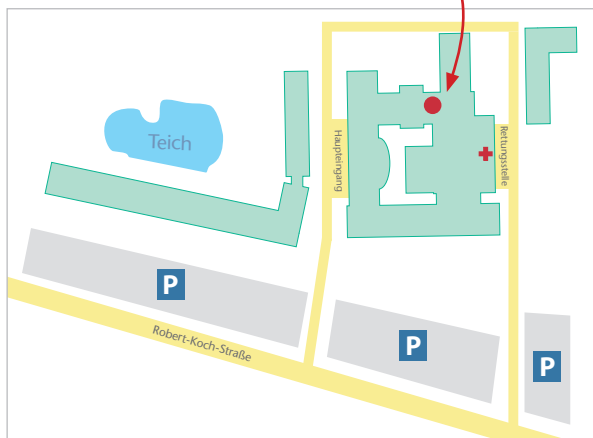 Teich
Haupteingang
Rettungsstelle
P
Robert-Koch-Straße
P
P